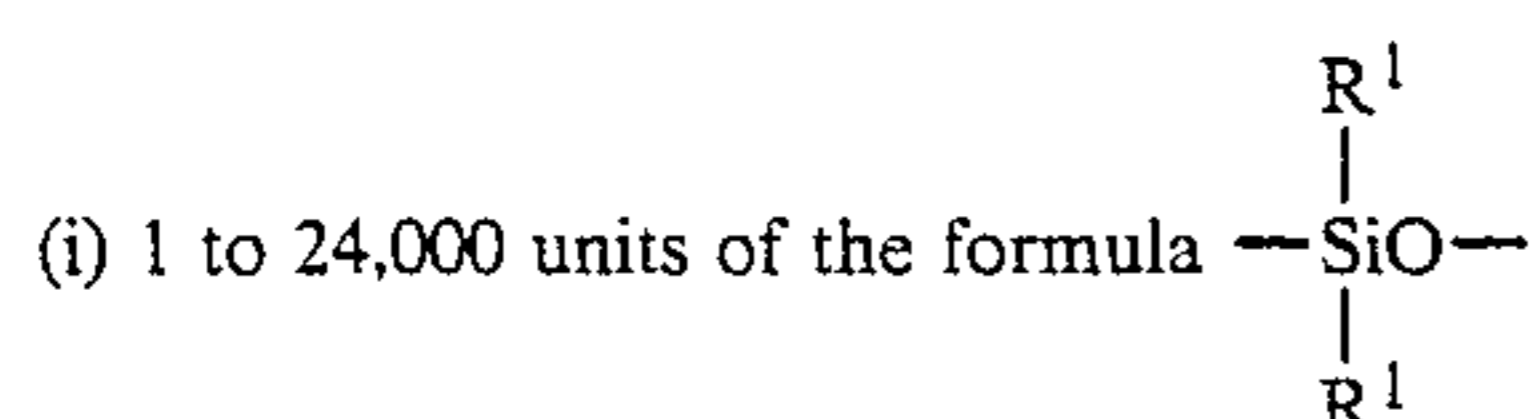 R¹
(i) 1 to 24,000 units of the formula —SiO—
R¹